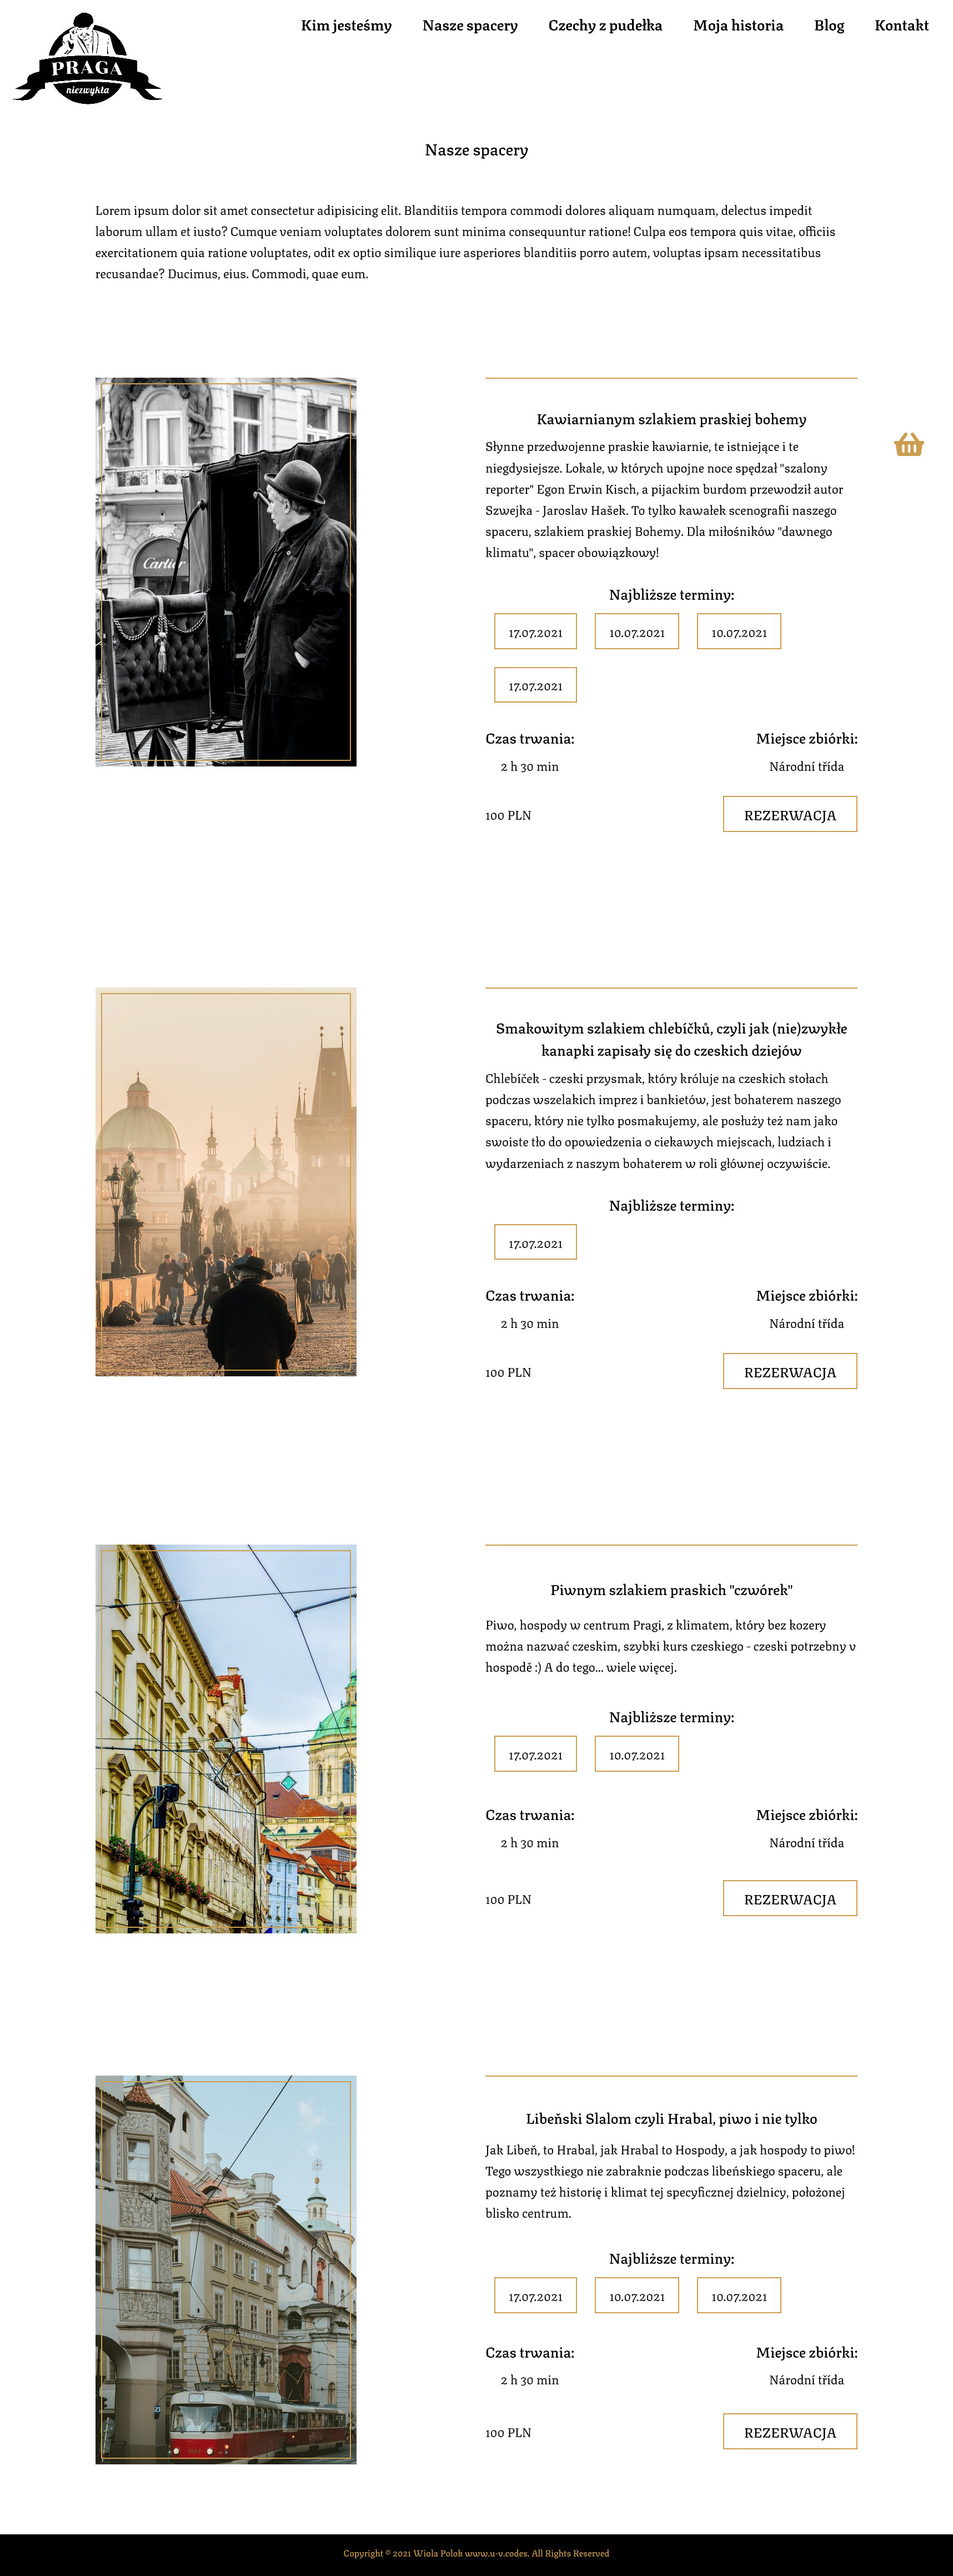 PRAGA
niezwykła
Kim jesteśmy
Nasze spacery
Czechy z pudełka
Moja historia
Blog
Kontakt
Nasze spacery
Lorem ipsum dolor sit amet consectetur adipisicing elit. Blanditiis tempora commodi dolores aliquam numquam, delectus impedit
laborum ullam et iusto? Cumque veniam voluptates dolorem sunt minima consequuntur ratione! Culpa eos tempora quis vitae, officiis
exercitationem quia ratione voluptates, odit ex optio similique iure asperiores blanditiis porro autem, voluptas ipsam necessitatibus
recusandae? Ducimus, eius. Commodi, quae eum.
Cartier
Kawiarnianym szlakiem praskiej bohemy
Słynne przedwojenne praskie kawiarnie, te istniejące i te
niegdysiejsze. Lokale, w których upojne noce spędzał "szalony
reporter" Egon Erwin Kisch, a pijackim burdom przewodził autor
Szwejka - Jaroslav Hašek. To tylko kawałek scenografii naszego
spaceru, szlakiem praskiej Bohemy. Dla miłośników "dawnego
klimatu", spacer obowiązkowy!
Najbliższe terminy:
17.07.2021
10.07.2021
10.07.2021
17.07.2021
Czas trwania:
Miejsce zbiórki:
2 h 30 min
Národní třída
100 PLN
REZERWACJA
Smakowitym szlakiem chlebíčků, czyli jak (nie)zwykłe
kanapki zapisały się do czeskich dziejów
Chlebíček - czeski przysmak, który króluje na czeskich stołach
podczas wszelakich imprez i bankietów, jest bohaterem naszego
spaceru, który nie tylko posmakujemy, ale posłuży też nam jako
swoiste tło do opowiedzenia o ciekawych miejscach, ludziach i
wydarzeniach z naszym bohaterem w roli głównej oczywiście.
Najbliższe terminy:
17.07.2021
Czas trwania:
Miejsce zbiórki:
2 h 30 min
Národní třída
100 PLN
REZERWACJA
Piwnym szlakiem praskich "czwórek"
Piwo, hospody w centrum Pragi, z klimatem, który bez kozery
można nazwać czeskim, szybki kurs czeskiego - czeski potrzebny v
hospodě :) A do tego... wiele więcej.
Najbliższe terminy:
17.07.2021
10.07.2021
Czas trwania:
Miejsce zbiórki:
2 h 30 min
Národní třída
100 PLN
REZERWACJA
Libeňski Slalom czyli Hrabal, piwo i nie tylko
Jak Libeň, to Hrabal, jak Hrabal to Hospody, a jak hospody to piwo!
Tego wszystkiego nie zabraknie podczas libeńskiego spaceru, ale
poznamy też historię i klimat tej specyficznej dzielnicy, położonej
blisko centrum.
Najbliższe terminy:
17.07.2021
10.07.2021
10.07.2021
Czas trwania:
Miejsce zbiórki:
2 h 30 min
Národní třída
100 PLN
REZERWACJA
Copyright © 2021 Wiola Polok www.u-v.codes. All Rights Reserved